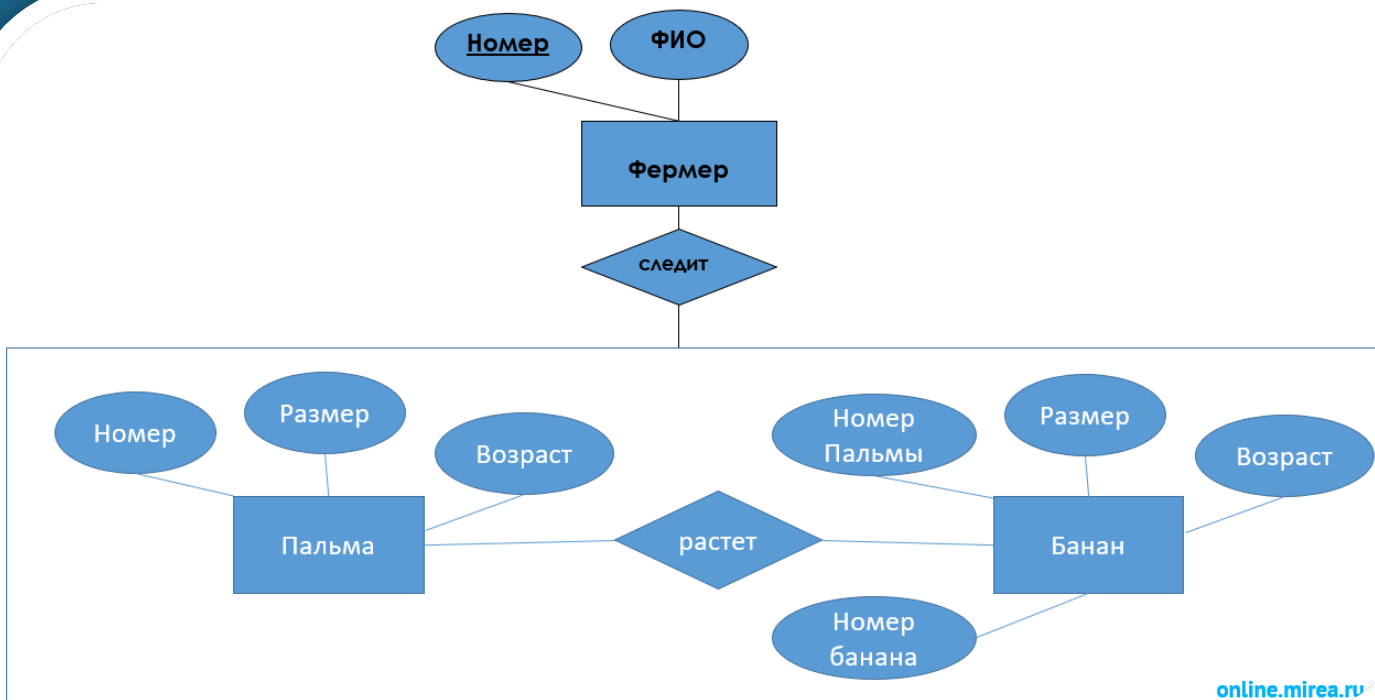 Номер
ФИО
Фермер
следит
Номер
Размер
Возраст
Номер
Пальмы
Размер
Возраст
Пальма
растет
Банан
Номер
банана
online.mirea.ru